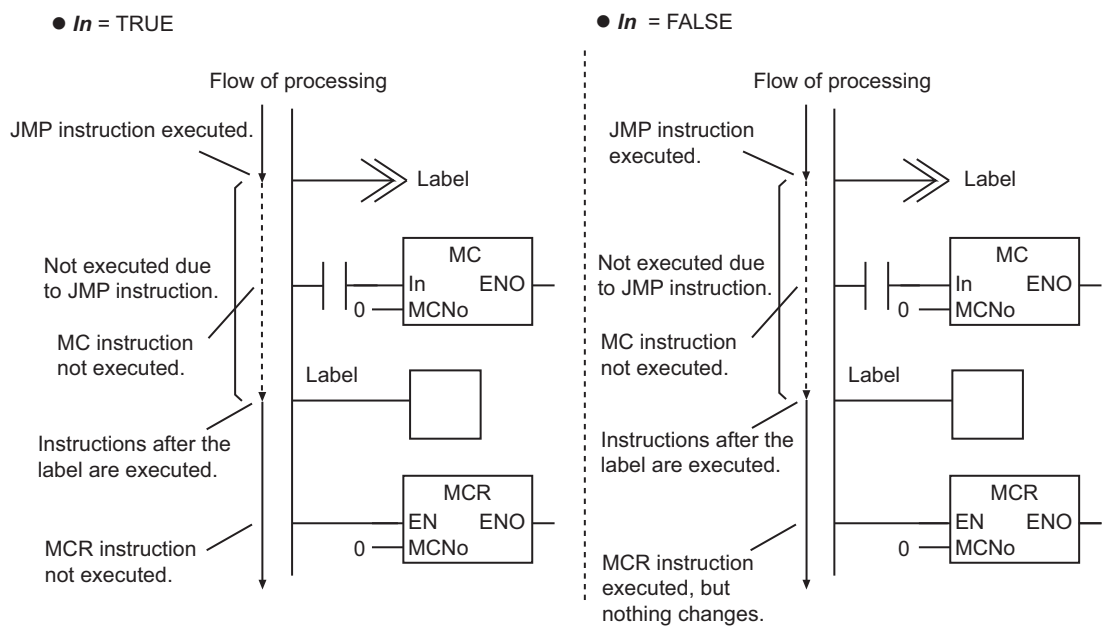 ● In = TRUE
Flow of processing
JMP instruction executed.
Label
Not executed due
to JMP instruction.
MC
In ENO
0 MCNo
MC instruction
not executed.
Label
Instructions after the
label are executed.
MCR
EN ENO
0 MCNo
MCR instruction
not executed.
● In = FALSE
Flow of processing
JMP instruction
executed.
Label
Not executed due
to JMP instruction.
MC
In ENO
0 MCNo
MC instruction
not executed.
Label
Instructions after the
label are executed.
MCR
EN ENO
0 MCNo
MCR instruction
executed, but
nothing changes.